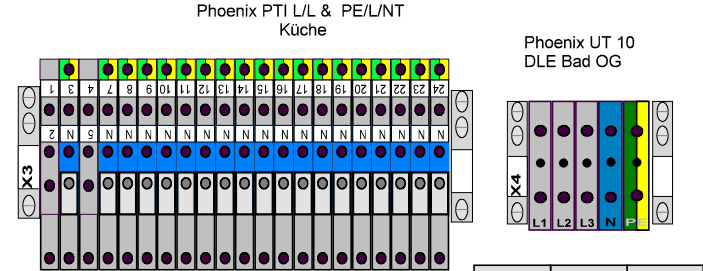 Phoenix PTI L/L & PE/L/NT
Küche
Phoenix UT 10
DLE Bad OG
1 3 4 7 8 9 10 11 12 13 14 15 16 17 18 19 20 21 22 23 24
2 N 5 N N N N N N N N N N N N N N N N N N
X3
X4
L1 L2 L3 N PE